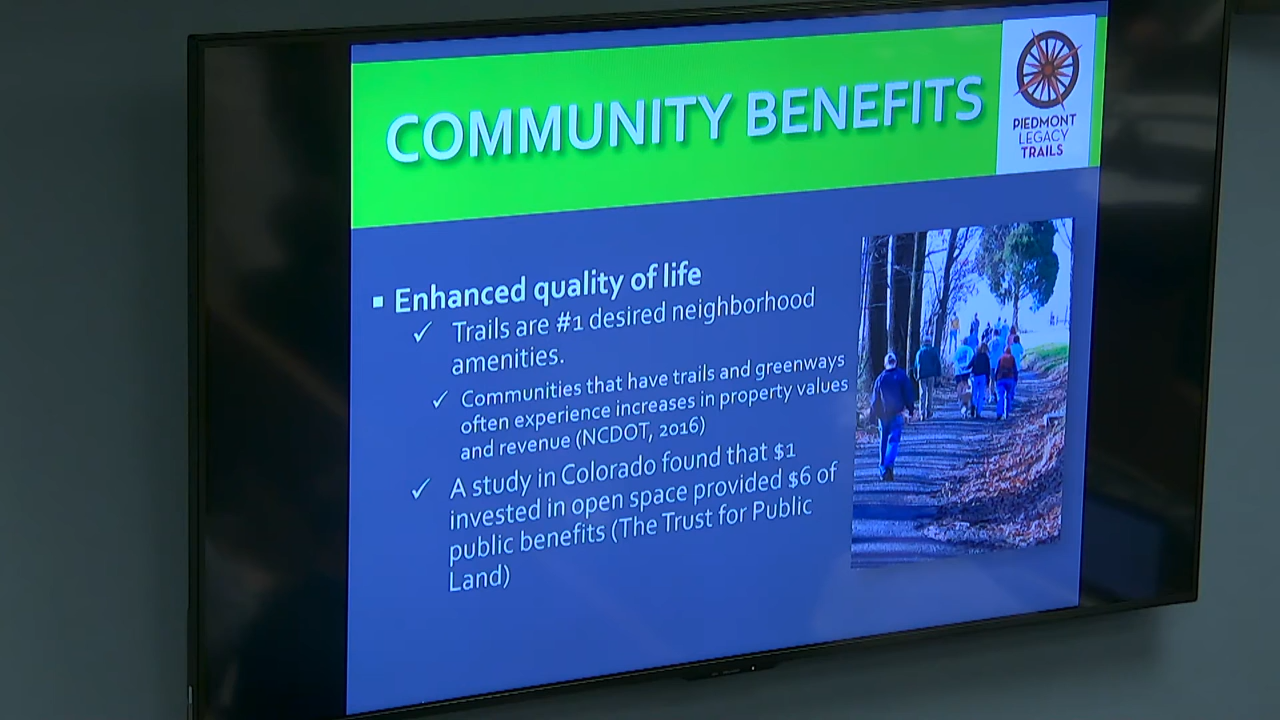 COMMUNITY BENEFITS
PIEDMONT
LEGACY
TRAILS
▪ Enhanced quality of life
✓ Trails are #1 desired neighborhood
amenities.
✓ Communities that have trails and greenways
often experience increases in property values
and revenue (NCDOT, 2016)
✓ A study in Colorado found that $1
invested in open space provided $6 of
public benefits (The Trust for Public
Land)